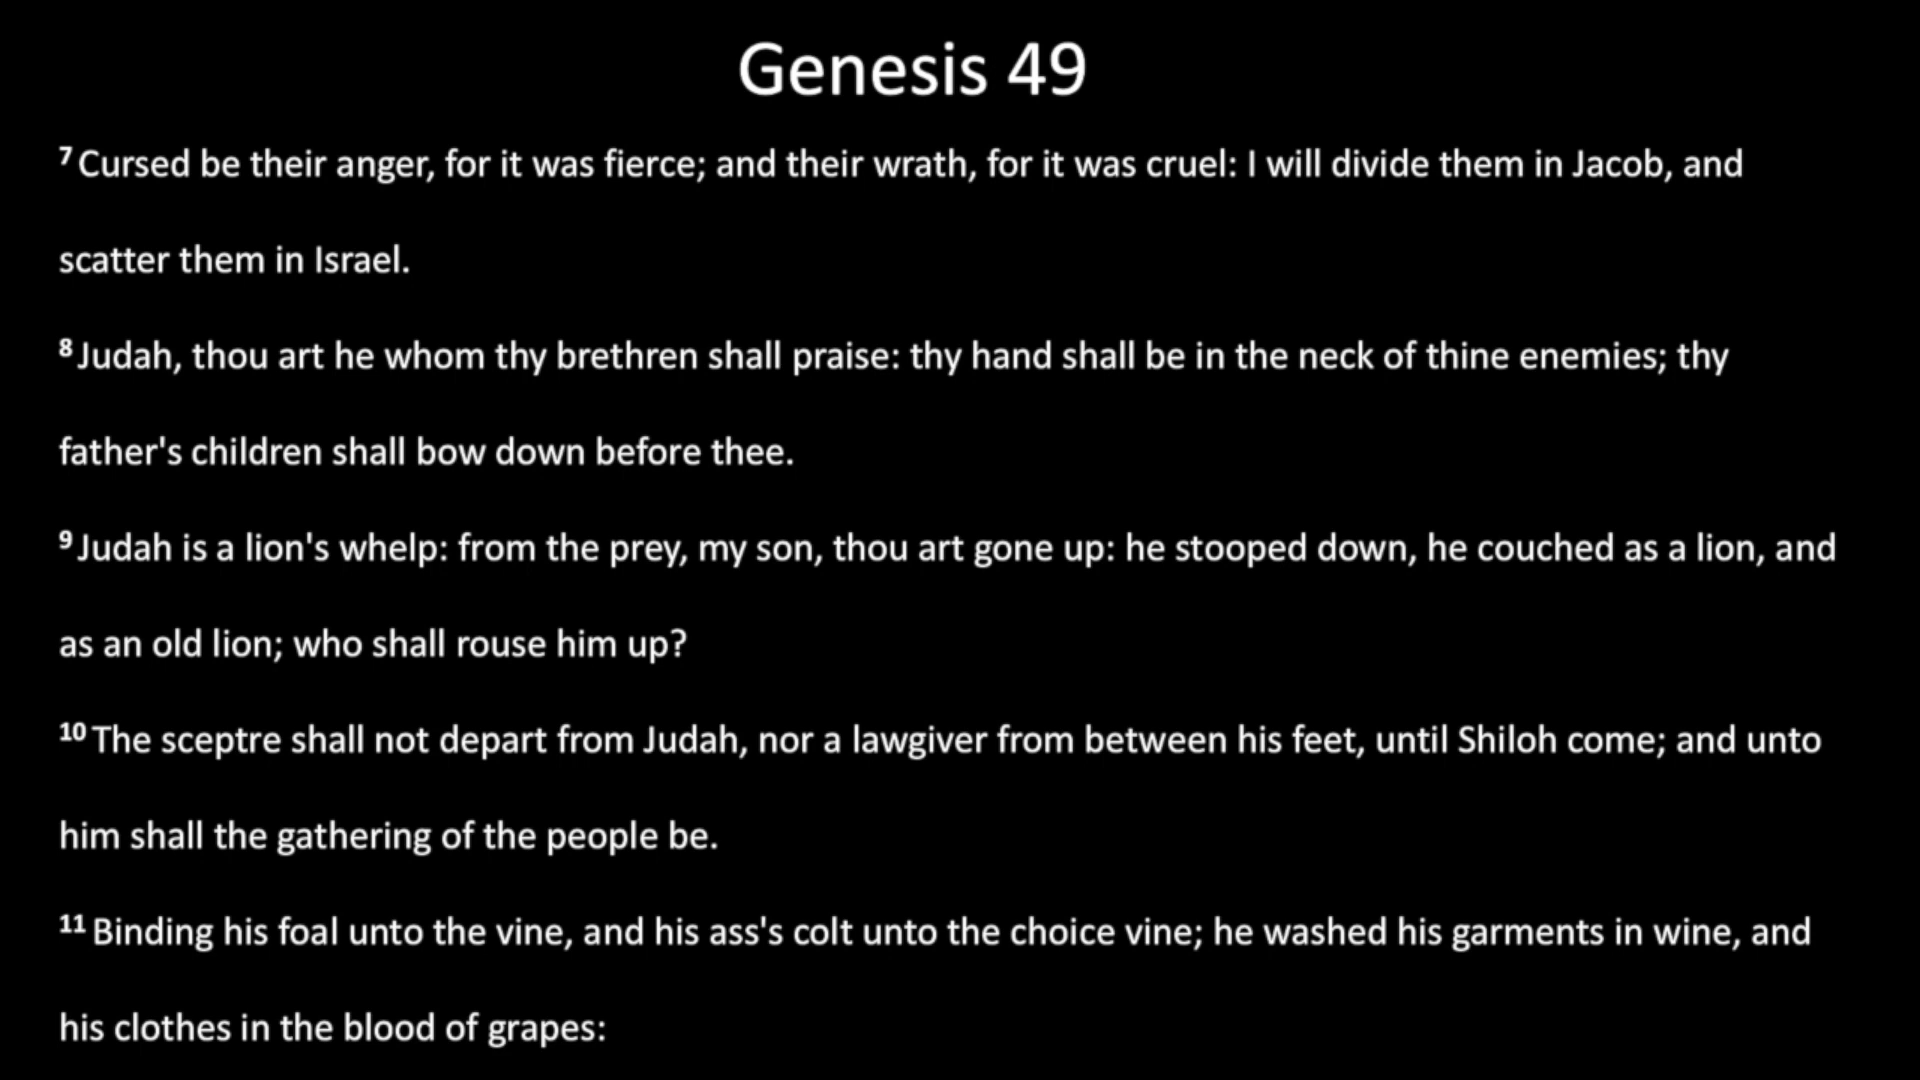 Genesis 49
7 Cursed be their anger, for it was fierce; and their wrath, for it was cruel: I will divide them in Jacob, and
scatter them in Israel.
8 Judah, thou art he whom thy brethren shall praise: thy hand shall be in the neck of thine enemies; thy
father's children shall bow down before thee.
9 Judah is a lion's whelp: from the prey, my son, thou art gone up: he stooped down, he couched as a lion, and
as an old lion; who shall rouse him up?
10 The sceptre shall not depart from Judah, nor a lawgiver from between his feet, until Shiloh come; and unto
him shall the gathering of the people be.
11 Binding his foal unto the vine, and his ass's colt unto the choice vine; he washed his garments in wine, and
his clothes in the blood of grapes: